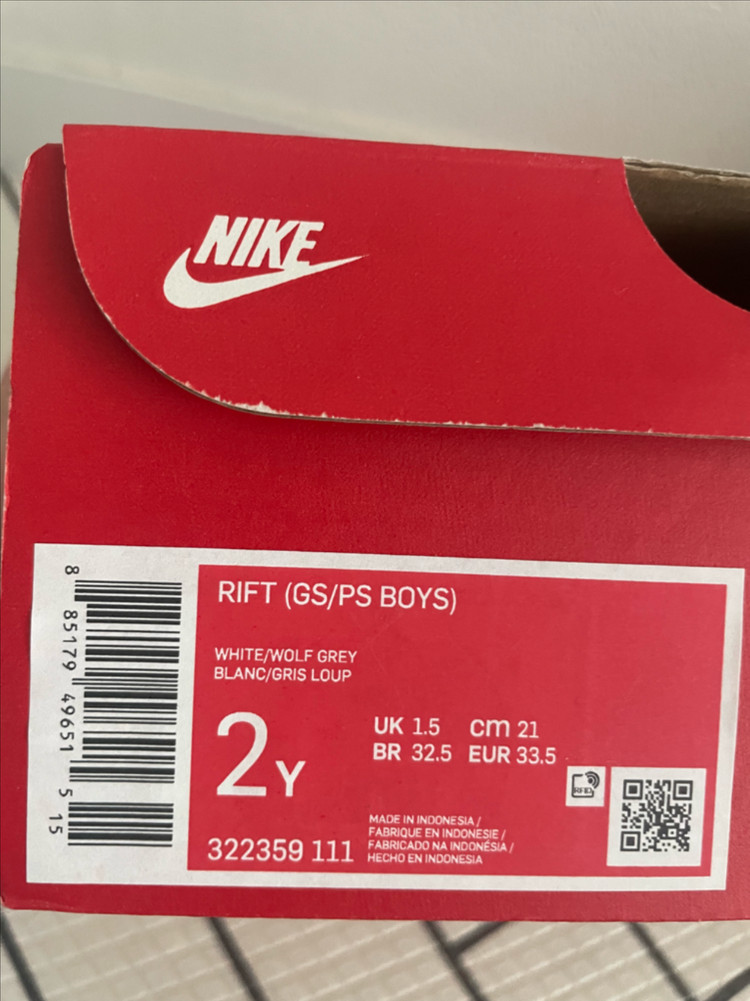 NIKE
RIFT (GS/PS BOYS)
WHITE/WOLF GREY
BLANC/GRIS LOUP
2Y
UK 1.5 cm 21
BR 32.5 EUR 33.5
RFID
322359 111
MADE IN INDONESIA /
FABRIQUE EN INDONESIE /
FABRICADO NA INDONÉSIA /
HECHO EN INDONESIA
8 85179 49651 5 15